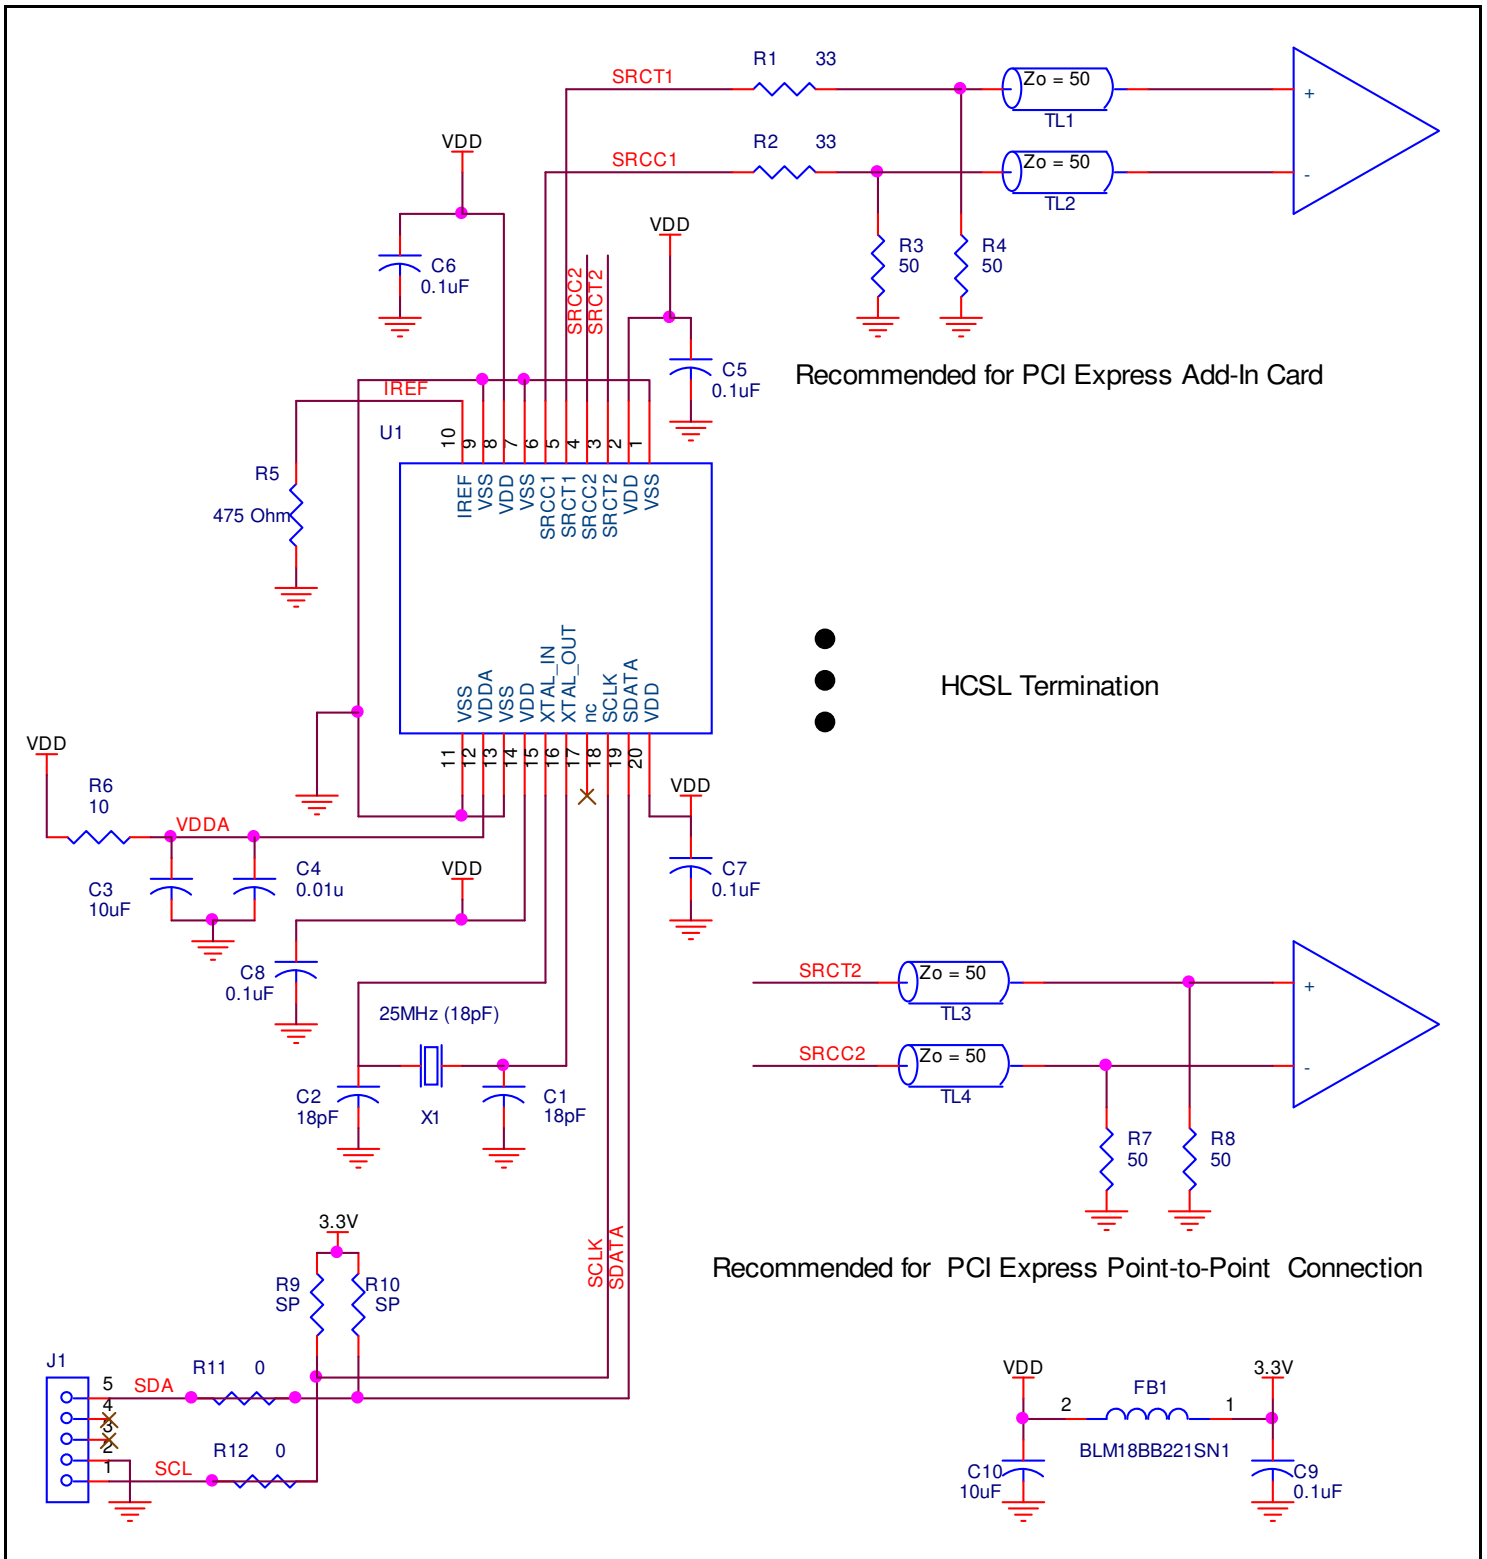 R1 33
SRCT1
Zo = 50
TL1
+
R2 33
SRCC1
Zo = 50
TL2
-
VDD
C6
0.1uF
VDD
R3
50
R4
50
SRCC2
SRCT2
C5
0.1uF
Recommended for PCI Express Add-In Card
IREF
U1
10 9 8 7 6 5 4 3 2 1
IREF VSS VDD VSS SRCC1 SRCT1 SRCC2 SRCT2 VDD VSS
R5
475 Ohm
HCSL Termination
VSS VDDA VSS VDD XTAL_IN XTAL_OUT nc SCLK SDATA VDD
11 12 13 14 15 16 17 18 19 20
VDD
R6
10
VDDA
C3
10uF
C4
0.01u
VDD
VDD
C7
0.1uF
C8
0.1uF
25MHz (18pF)
C2
18pF
X1
C1
18pF
SRCT2
Zo = 50
TL3
+
SRCC2
Zo = 50
TL4
-
R7
50
R8
50
Recommended for PCI Express Point-to-Point Connection
3.3V
R9
SP
R10
SP
SCLK
SDATA
J1
5
4
3
2
1
SDA
R11 0
R12 0
SCL
VDD
3.3V
FB1
2 1
BLM18BB221SN1
C10
10uF
C9
0.1uF